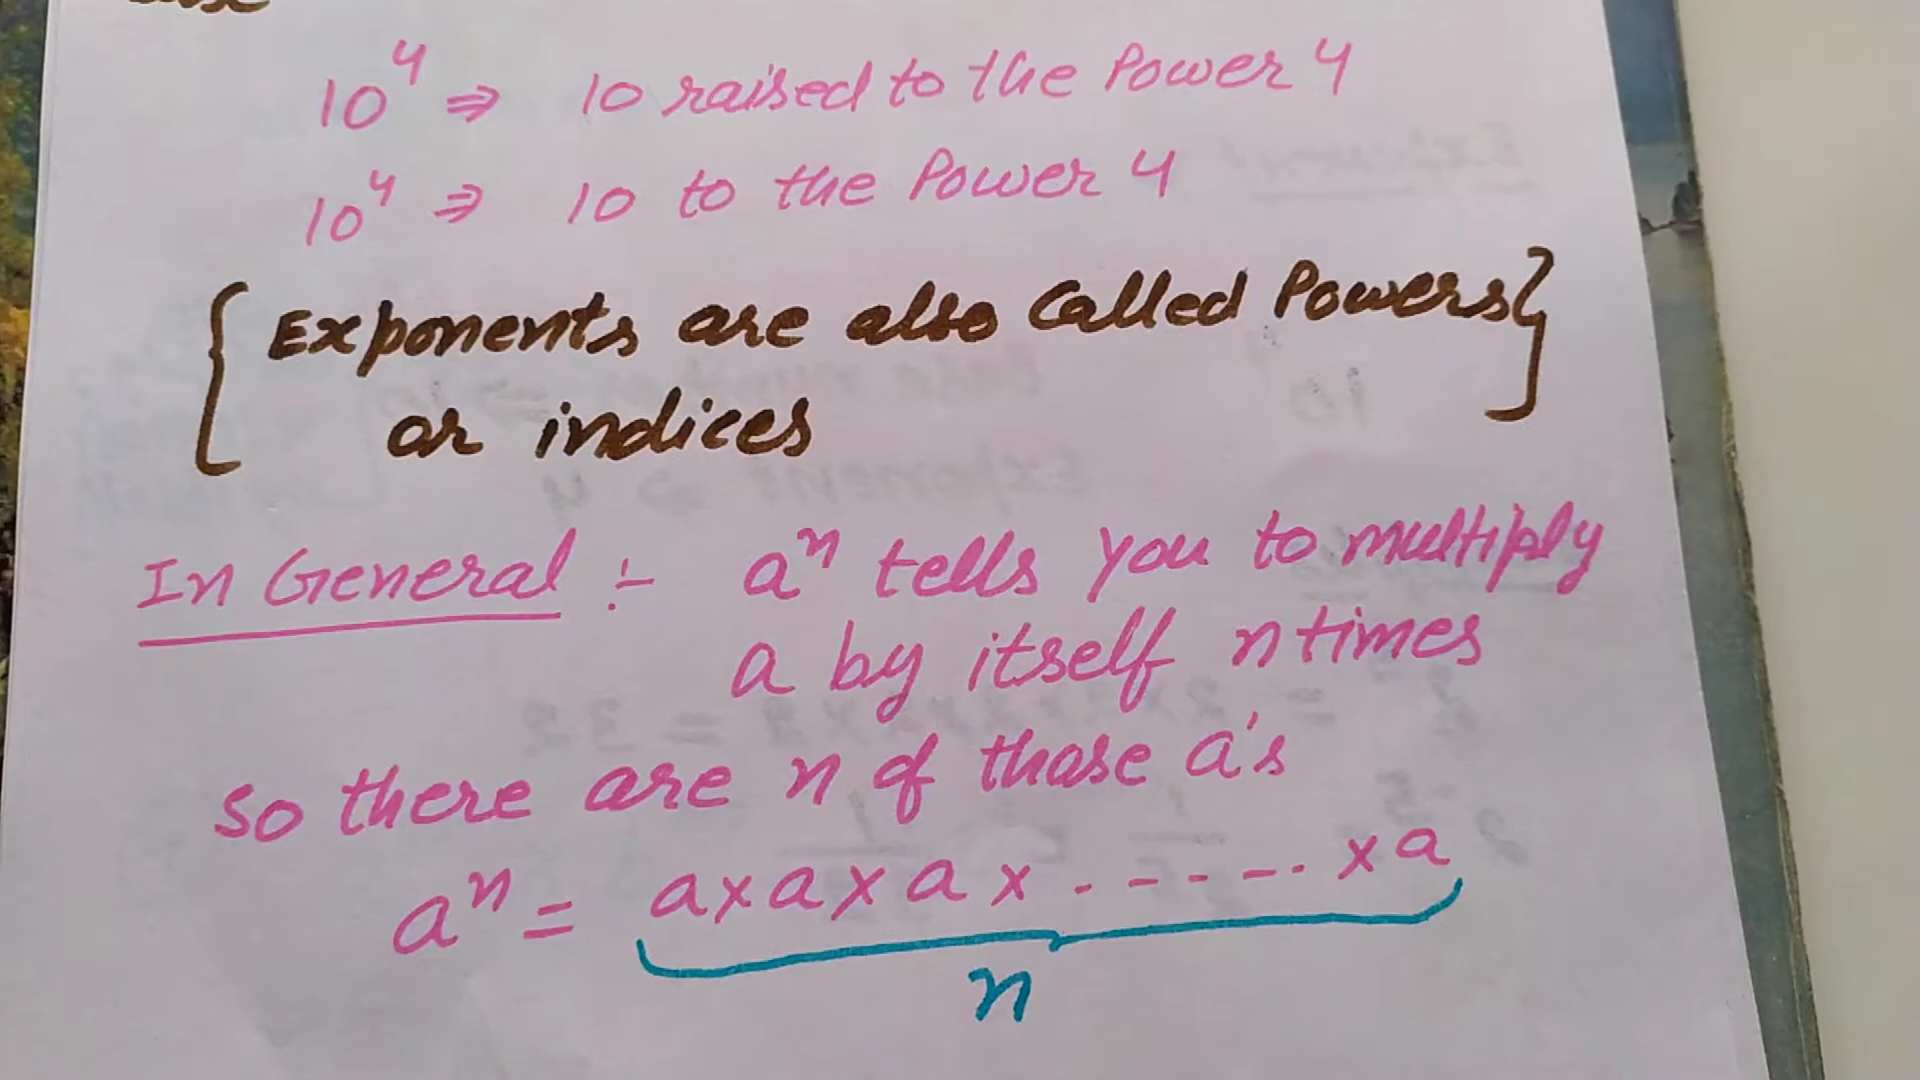 10⁴ ⇒ 10 raised to the Power 4
10⁴ ⇒ 10 to the Power 4
{ Exponents are also called Powers }
or indices
In General :- aⁿ tells you to multiply
a by itself n times
So there are n of those a's
aⁿ = a x a x a x . - - - - . x a
n